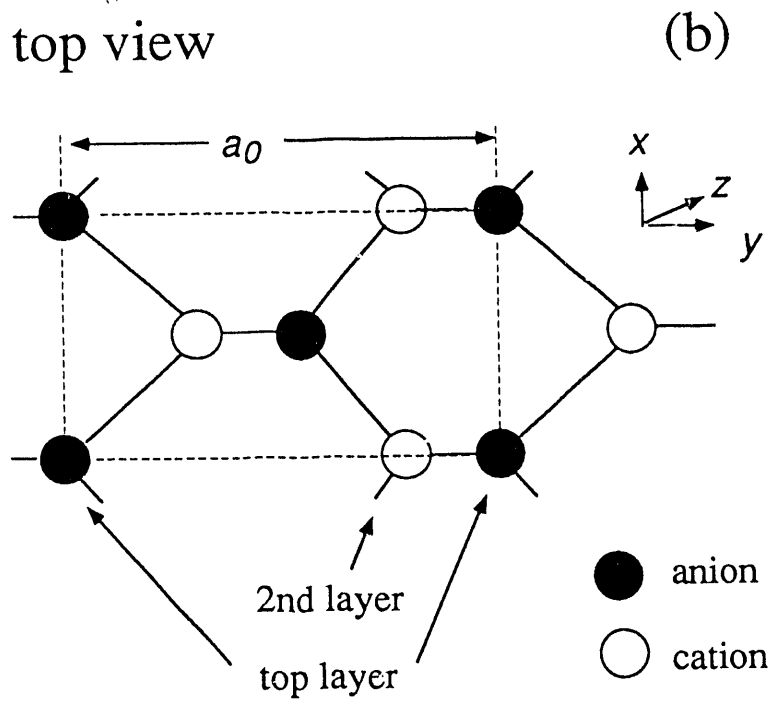 top view
(b)
a0
x
z
y
2nd layer
top layer
anion
cation